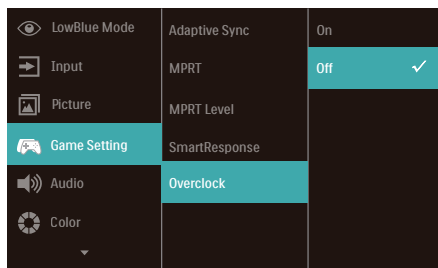 LowBlue Mode
Input
Picture
Game Setting
Audio
Color
Adaptive Sync
MPRT
MPRT Level
SmartResponse
Overclock
On
Off